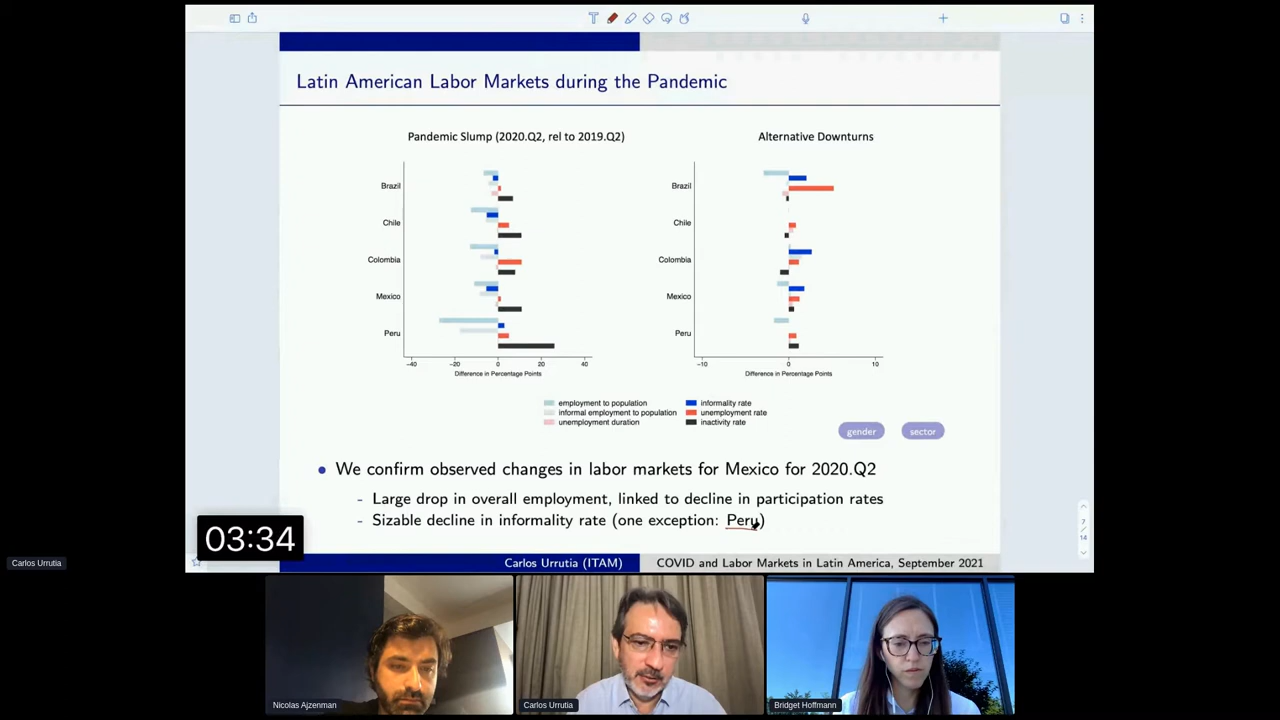 Latin American Labor Markets during the Pandemic
Pandemic Slump (2020.Q2, rel to 2019.Q2)
Brazil
Chile
Colombia
Mexico
Peru
−40
−20
0
20
40
Difference in Percentage Points
Alternative Downturns
Brazil
Chile
Colombia
Mexico
Peru
−10
0
10
Difference in Percentage Points
employment to population
informal employment to population
unemployment duration
informality rate
unemployment rate
inactivity rate
gender
sector
We confirm observed changes in labor markets for Mexico for 2020.Q2
- Large drop in overall employment, linked to decline in participation rates
- Sizable decline in informality rate (one exception: Peru)
7
/
14
03:34
Carlos Urrutia (ITAM)
COVID and Labor Markets in Latin America, September 2021
Carlos Urrutia
Nicolas Ajzenman
Carlos Urrutia
Bridget Hoffmann